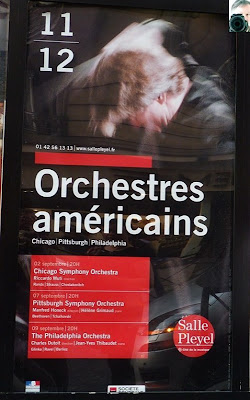 11
12
01 42 56 13 13 | www.sallepleyel.fr
Orchestres
américains
Chicago | Pittsburgh | Philadelphia
02 septembre | 20H
Chicago Symphony Orchestra
Riccardo Muti
07 septembre | 20H
Pittsburgh Symphony Orchestra
Manfred Honeck | Hélène Grimaud
Beethoven | Tchaïkovski
09 septembre | 20H
The Philadelphia Orchestra
Charles Dutoit | Jean-Yves Thibaudet
Ravel | Berlioz
Salle
Pleyel